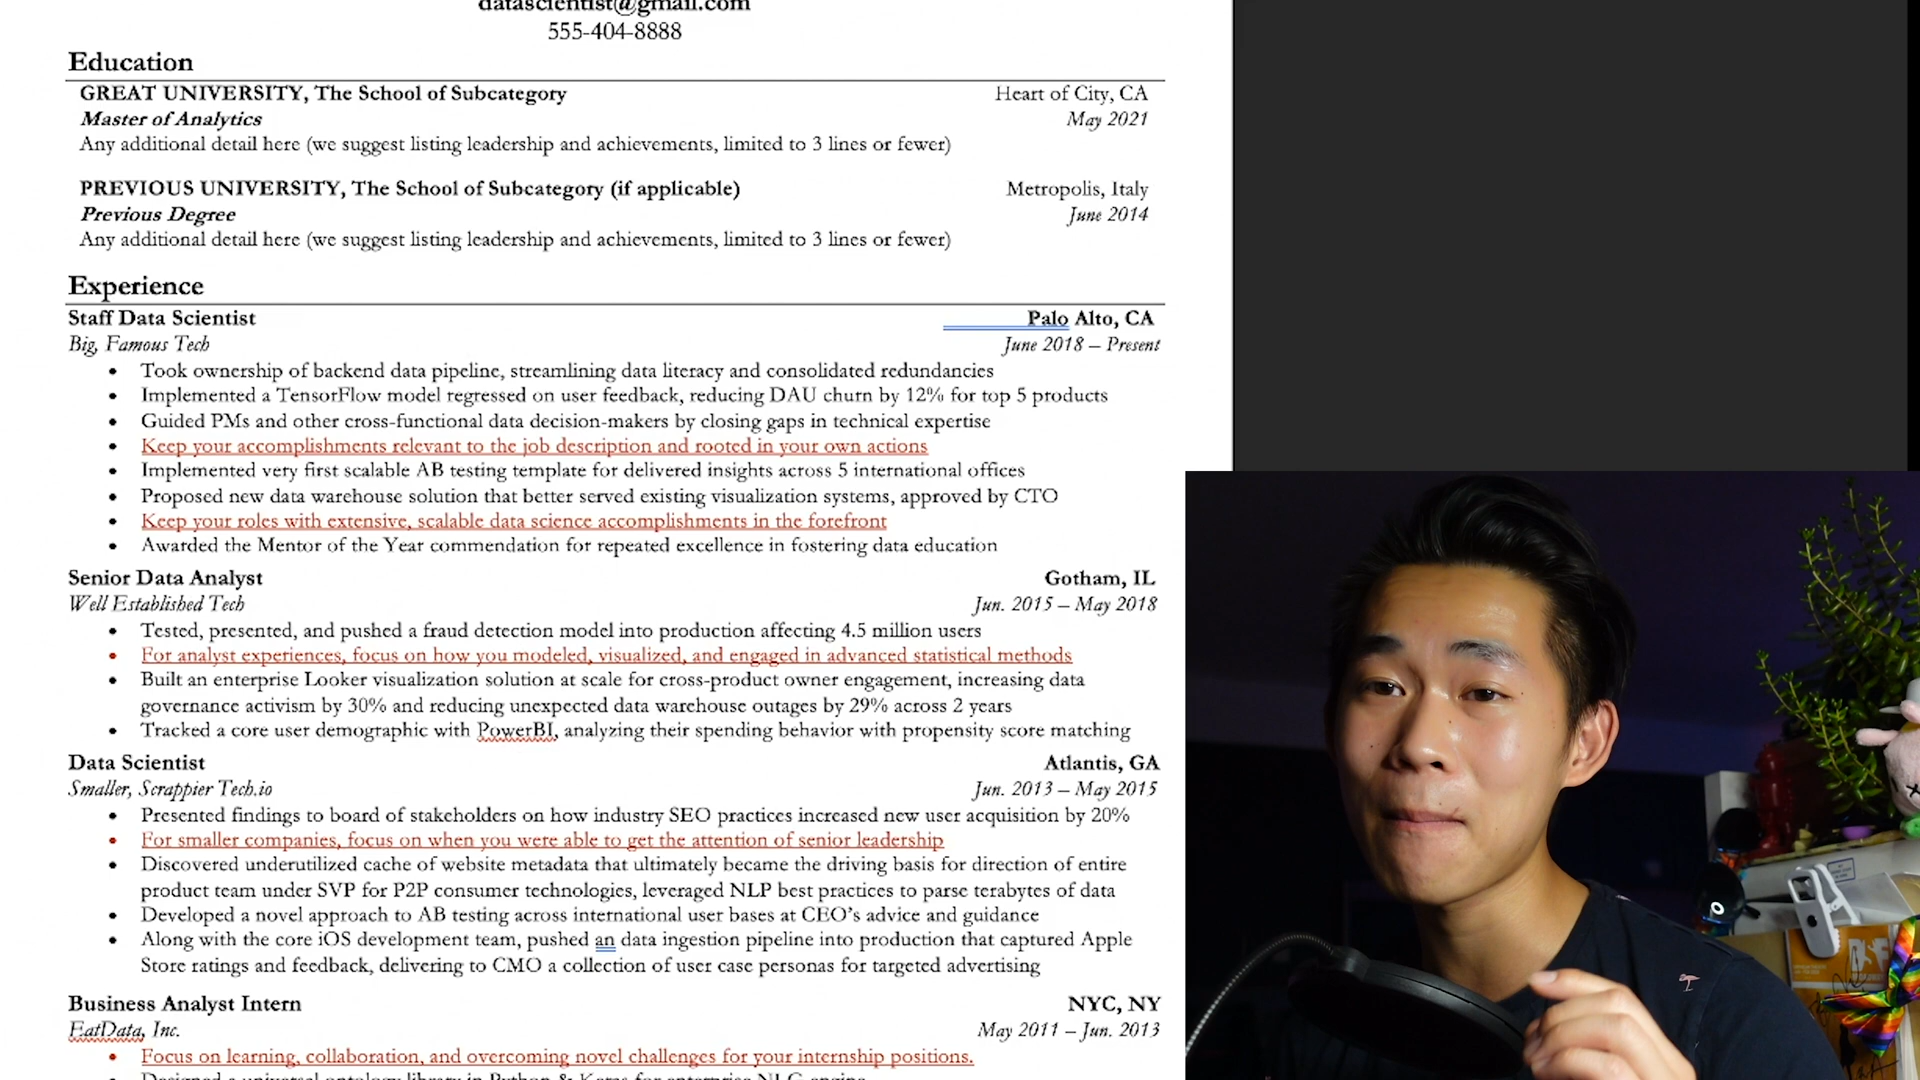 datascientist@gmail.com
555-404-8888
Education
GREAT UNIVERSITY, The School of Subcategory Heart of City, CA
Master of Analytics May 2021
Any additional detail here (we suggest listing leadership and achievements, limited to 3 lines or fewer)
PREVIOUS UNIVERSITY, The School of Subcategory (if applicable) Metropolis, Italy
Previous Degree June 2014
Any additional detail here (we suggest listing leadership and achievements, limited to 3 lines or fewer)
Experience
Staff Data Scientist Palo Alto, CA
Big, Famous Tech June 2018 – Present
• Took ownership of backend data pipeline, streamlining data literacy and consolidated redundancies
• Implemented a TensorFlow model regressed on user feedback, reducing DAU churn by 12% for top 5 products
• Guided PMs and other cross-functional data decision-makers by closing gaps in technical expertise
• Keep your accomplishments relevant to the job description and rooted in your own actions
• Implemented very first scalable AB testing template for delivered insights across 5 international offices
• Proposed new data warehouse solution that better served existing visualization systems, approved by CTO
• Keep your roles with extensive, scalable data science accomplishments in the forefront
• Awarded the Mentor of the Year commendation for repeated excellence in fostering data education
Senior Data Analyst Gotham, IL
Well Established Tech Jun. 2015 – May 2018
• Tested, presented, and pushed a fraud detection model into production affecting 4.5 million users
• For analyst experiences, focus on how you modeled, visualized, and engaged in advanced statistical methods
• Built an enterprise Looker visualization solution at scale for cross-product owner engagement, increasing data
governance activism by 30% and reducing unexpected data warehouse outages by 29% across 2 years
• Tracked a core user demographic with PowerBI, analyzing their spending behavior with propensity score matching
Data Scientist Atlantis, GA
Smaller, Scrappier Tech.io Jun. 2013 – May 2015
• Presented findings to board of stakeholders on how industry SEO practices increased new user acquisition by 20%
• For smaller companies, focus on when you were able to get the attention of senior leadership
• Discovered underutilized cache of website metadata that ultimately became the driving basis for direction of entire
product team under SVP for P2P consumer technologies, leveraged NLP best practices to parse terabytes of data
• Developed a novel approach to AB testing across international user bases at CEO's advice and guidance
• Along with the core iOS development team, pushed an data ingestion pipeline into production that captured Apple
Store ratings and feedback, delivering to CMO a collection of user case personas for targeted advertising
Business Analyst Intern NYC, NY
EatData, Inc. May 2011 – Jun. 2013
• Focus on learning, collaboration, and overcoming novel challenges for your internship positions.
• Designed a universal ontology library in Python & Keras for enterprise NLG engine